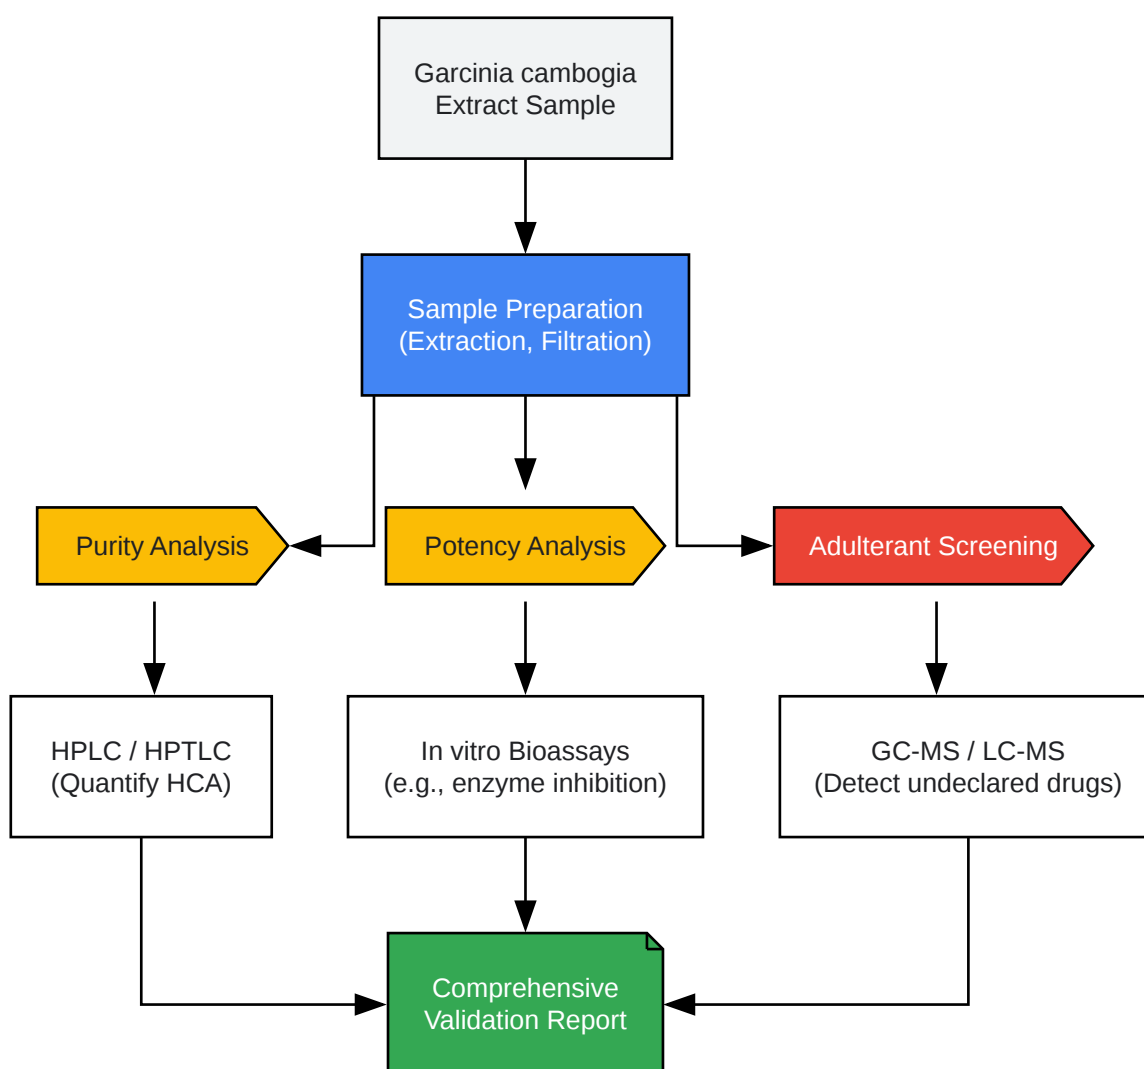 Garcinia cambogia
Extract Sample
Sample Preparation
(Extraction, Filtration)
Purity Analysis
Potency Analysis
Adulterant Screening
HPLC / HPTLC
(Quantify HCA)
In vitro Bioassays
(e.g., enzyme inhibition)
GC-MS / LC-MS
(Detect undeclared drugs)
Comprehensive
Validation Report